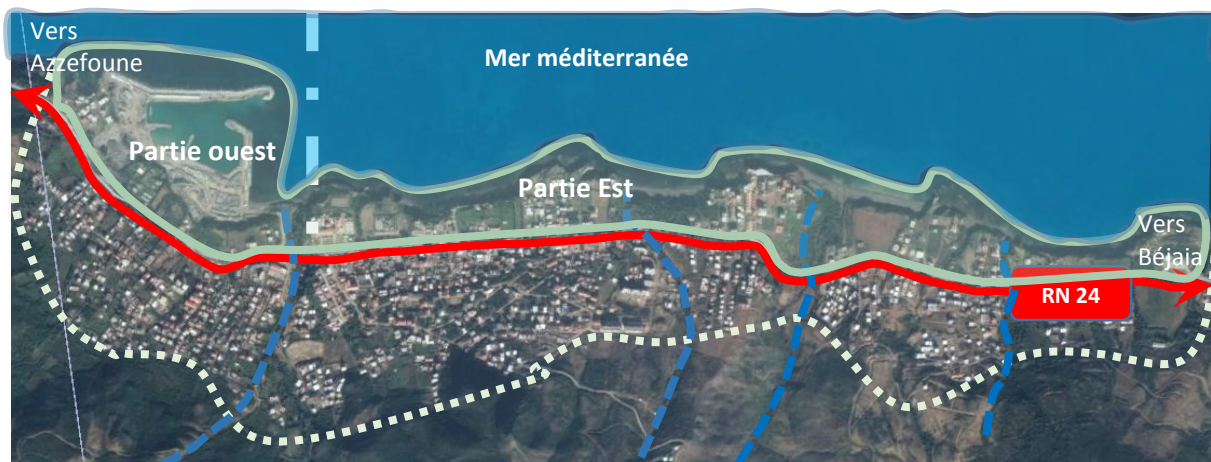 Vers
Azzefoune
Mer méditerranée
Partie ouest
Partie Est
Vers
Béjaia
RN 24